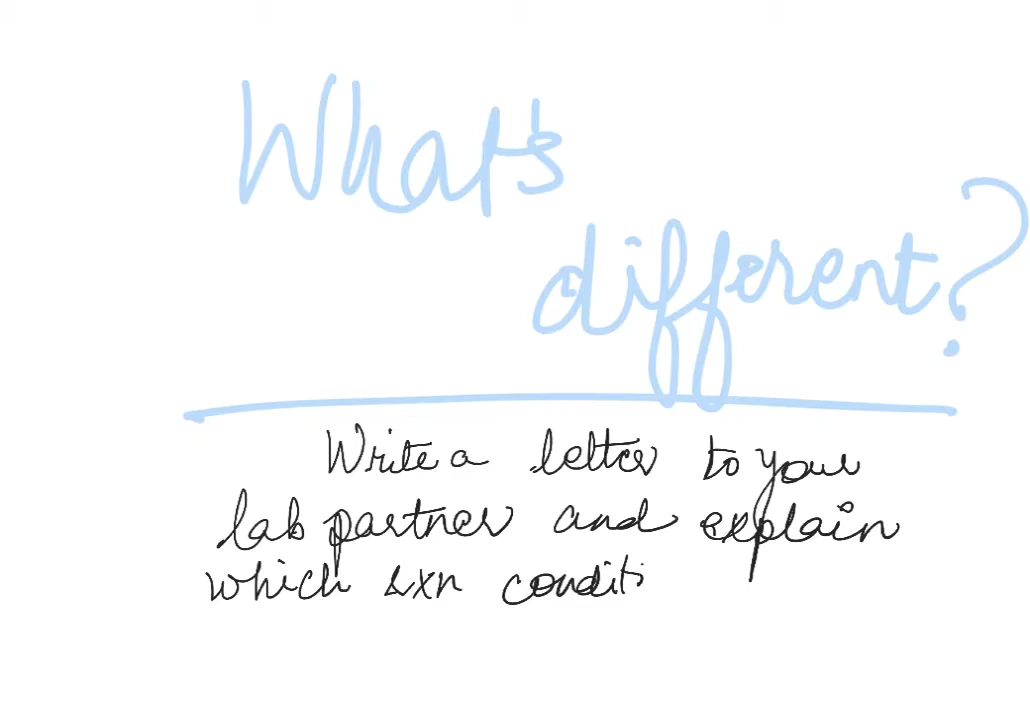 What's
different?
Write a letter to your
lab partner and explain
which rxn conditi